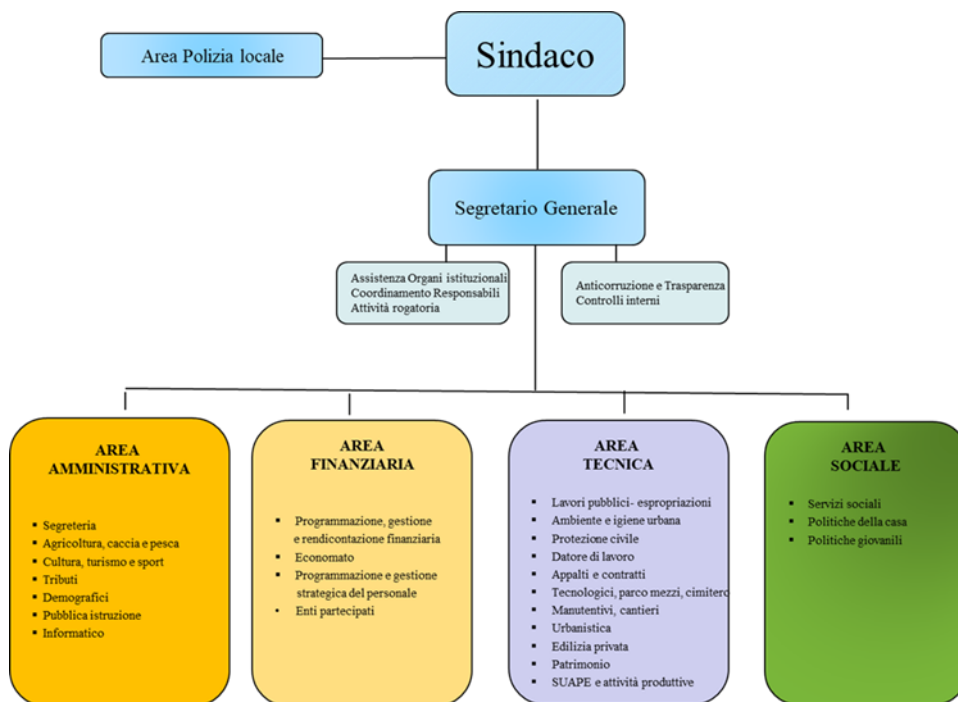 Area Polizia locale
Sindaco
Segretario Generale
Assistenza Organi istituzionali
Coordinamento Responsabili
Attività rogatoria
Anticorruzione e Trasparenza
Controlli interni
AREA
AMMINISTRATIVA
▪ Segreteria
▪ Agricoltura, caccia e pesca
▪ Cultura, turismo e sport
▪ Tributi
▪ Demografici
▪ Pubblica istruzione
▪ Informatico
AREA
FINANZIARIA
▪ Programmazione, gestione
e rendicontazione finanziaria
▪ Economato
▪ Programmazione e gestione
strategica del personale
• Enti partecipati
AREA
TECNICA
▪ Lavori pubblici- espropriazioni
▪ Ambiente e igiene urbana
▪ Protezione civile
▪ Datore di lavoro
▪ Appalti e contratti
▪ Tecnologici, parco mezzi, cimitero
▪ Manutentivi, cantieri
▪ Urbanistica
▪ Edilizia privata
▪ Patrimonio
▪ SUAPE e attività produttive
AREA
SOCIALE
▪ Servizi sociali
▪ Politiche della casa
▪ Politiche giovanili